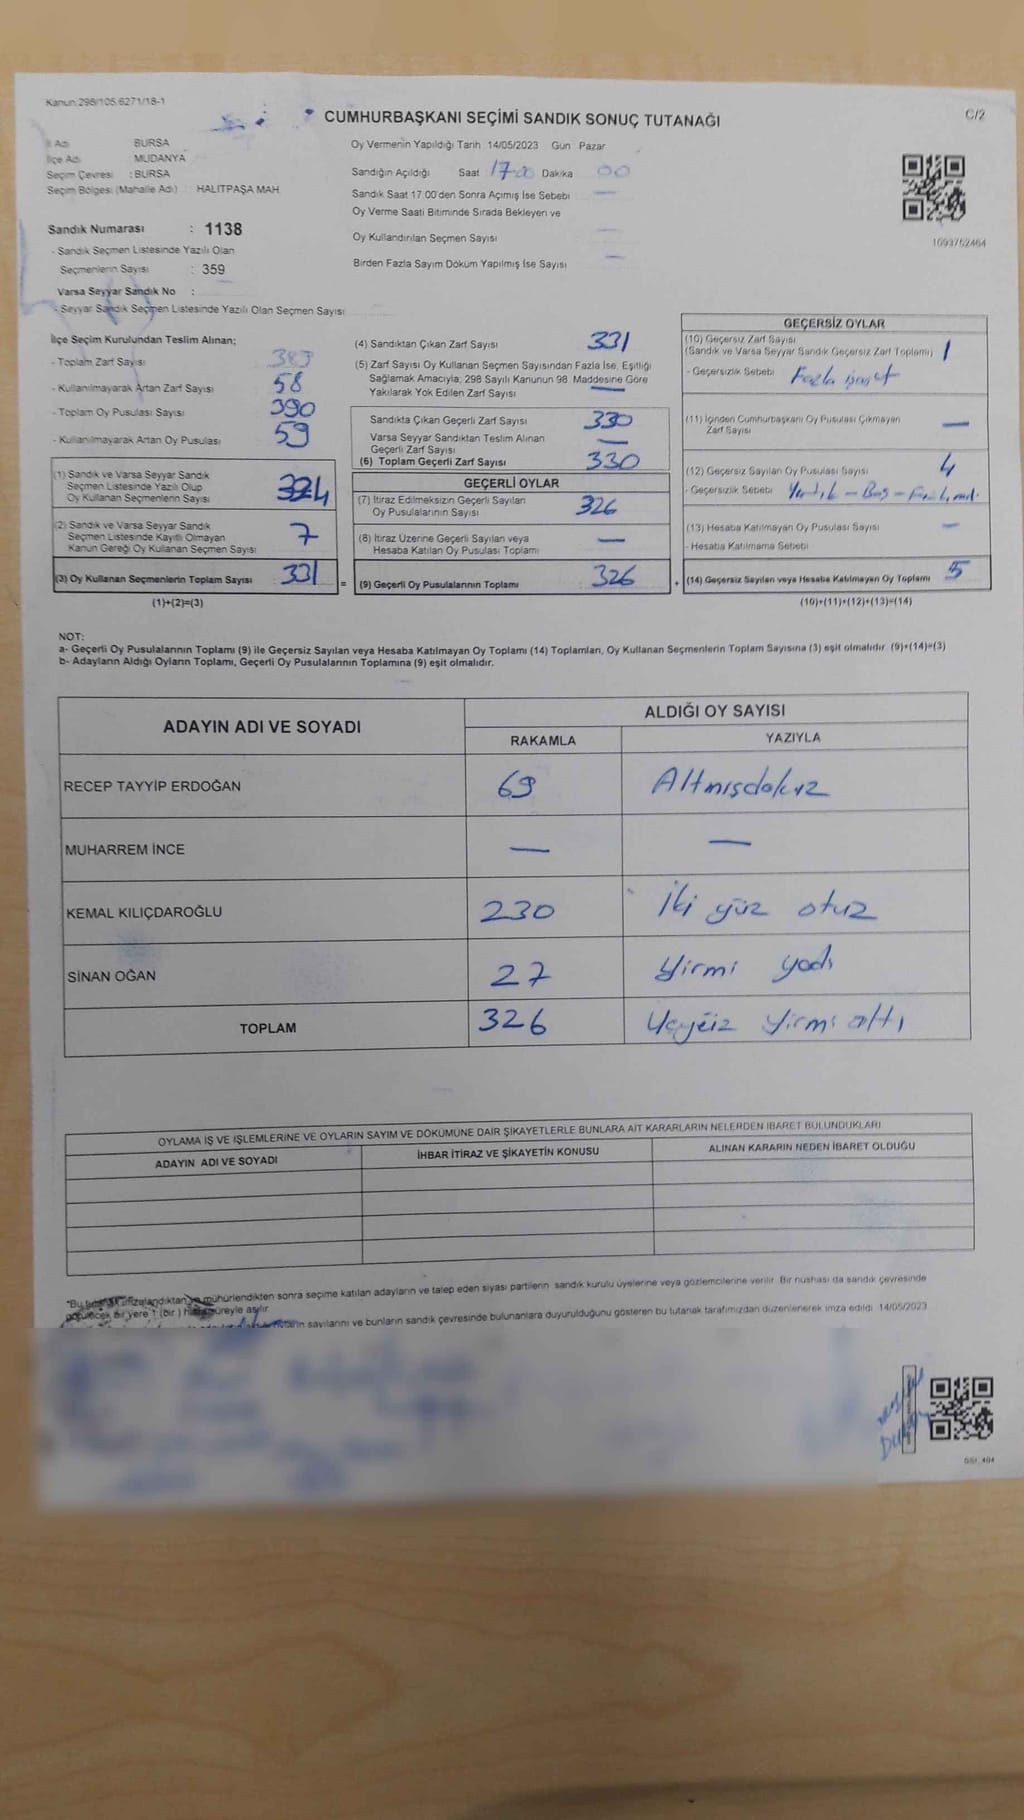 Kanun 298/105.6271/18-1
CUMHURBAŞKANI SEÇİMİ SANDIK SONUÇ TUTANAĞI
C/2
İl Adı BURSA
İlçe Adı MUDANYA
Seçim Çevresi : BURSA
Seçim Bölgesi (Mahalle Adı) : HALITPAŞA MAH
Oy Vermenin Yapıldığı Tarih 14/05/2023 Gün Pazar
Sandığın Açıldığı Saat 17:00 Dakika 00
Sandık Saat 17 00'den Sonra Açımış İse Sebebi —
Oy Verme Saati Bitiminde Sırada Bekleyen ve
Oy Kullandırılan Seçmen Sayısı —
Birden Fazla Sayım Döküm Yapılmış İse Sayısı —
1093752464
Sandık Numarası : 1138
- Sandık Seçmen Listesinde Yazılı Olan
Seçmenlerin Sayısı : 359
Varsa Seyyar Sandık No :
- Seyyar Sandık Seçmen Listesinde Yazılı Olan Seçmen Sayısı
İlçe Seçim Kurulundan Teslim Alınan;
- Toplam Zarf Sayısı 389
- Kullanılmayarak Artan Zarf Sayısı 58
- Toplam Oy Pusulası Sayısı 390
- Kullanılmayarak Artan Oy Pusulası 59
(1) Sandık ve Varsa Seyyar Sandık
Seçmen Listesinde Yazılı Olup
Oy Kullanan Seçmenlerin Sayısı 324
(2) Sandık ve Varsa Seyyar Sandık
Seçmen Listesinde Kayıtlı Olmayan
Kanun Gereği Oy Kullanan Seçmen Sayısı 7
(3) Oy Kullanan Seçmenlerin Toplam Sayısı 331
(1)+(2)=(3)
(4) Sandıktan Çıkan Zarf Sayısı 331
(5) Zarf Sayısı Oy Kullanan Seçmen Sayısından Fazla İse, Eşitliği
Sağlamak Amacıyla, 298 Sayılı Kanunun 98 Maddesine Göre
Yakılarak Yok Edilen Zarf Sayısı —
Sandıkta Çıkan Geçerli Zarf Sayısı 330
Varsa Seyyar Sandıktan Teslim Alınan
Geçerli Zarf Sayısı —
(6) Toplam Geçerli Zarf Sayısı 330
GEÇERLİ OYLAR
(7) İtiraz Edilmeksizin Geçerli Sayılan
Oy Pusulalarının Sayısı 326
(8) İtiraz Üzerine Geçerli Sayılan veya
Hesaba Katılan Oy Pusulası Toplamı —
= (9) Geçerli Oy Pusulalarının Toplamı 326
GEÇERSİZ OYLAR
(10) Geçersiz Zarf Sayısı
(Sandık ve Varsa Seyyar Sandık Geçersiz Zarf Toplamı) 1
- Geçersizlik Sebebi Fazla işaret
(11) İçinden Cumhurbaşkanı Oy Pusulası Çıkmayan
Zarf Sayısı —
(12) Geçersiz Sayılan Oy Pusulası Sayısı 4
- Geçersizlik Sebebi
(13) Hesaba Katılmayan Oy Pusulası Sayısı —
- Hesaba Katılmama Sebebi
+ (14) Geçersiz Sayılan veya Hesaba Katılmayan Oy Toplamı 5
(10)+(11)+(12)+(13)=(14)
NOT:
a- Geçerli Oy Pusulalarının Toplamı (9) ile Geçersiz Sayılan veya Hesaba Katılmayan Oy Toplamı (14) Toplamları, Oy Kullanan Seçmenlerin Toplam Sayısına (3) eşit olmalıdır. (9)+(14)=(3)
b- Adayların Aldığı Oyların Toplamı, Geçerli Oy Pusulalarının Toplamına (9) eşit olmalıdır.
ADAYIN ADI VE SOYADI
ALDIĞI OY SAYISI
RAKAMLA YAZIYLA
RECEP TAYYİP ERDOĞAN 69 Altmışdokuz
MUHARREM İNCE — —
KEMAL KILIÇDAROĞLU 230 İki yüz otuz
SİNAN OĞAN 27 Yirmi yedi
TOPLAM 326 Üçyüz Yirmi altı
OYLAMA İŞ VE İŞLEMLERİNE VE OYLARIN SAYIM VE DÖKÜMÜNE DAİR ŞİKAYETLERLE BUNLARA AİT KARARLARIN NELERDEN İBARET BULUNDUKLARI
ADAYIN ADI VE SOYADI İHBAR İTİRAZ VE ŞİKAYETİN KONUSU ALINAN KARARIN NEDEN İBARET OLDUĞU
mühürlendikten sonra seçime katılan adayların ve talep eden siyasi partilerin sandık kurulu üyelerine veya gözlemcilerine verilir. Bir nüshası da sandık çevresinde
bir yere 1 (bir) süreyle asılır.
sayılarını ve bunların sandık çevresinde bulunanlara duyurulduğunu gösteren bu tutanak tarafımızdan düzenlenerek imza edildi. 14/05/2023